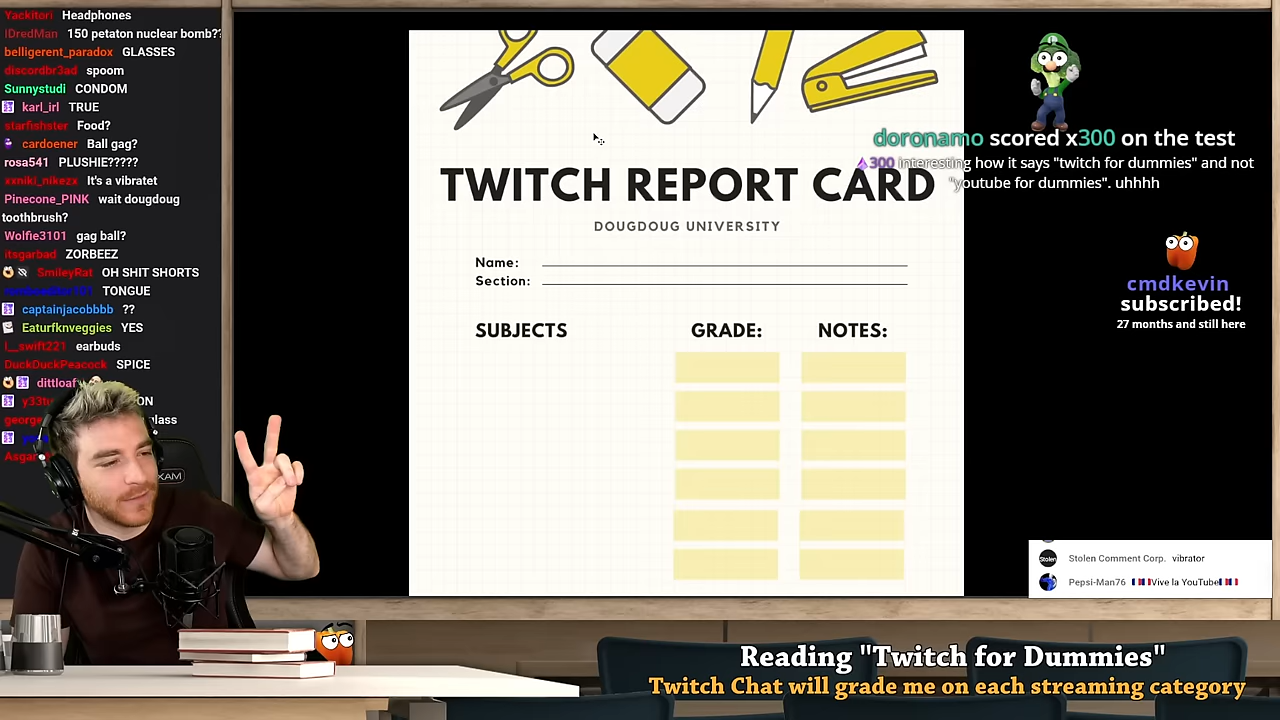 Yackitori Headphones
IDredMan 150 petaton nuclear bomb??
belligerent_paradox GLASSES
discordbr3ad spoom
Sunnystudi CONDOM
karl_irl TRUE
starfishster Food?
cardoener Ball gag?
rosa541 PLUSHIE?????
xxniki_nikezx It's a vibratet
Pinecone_PINK wait dougdoug
toothbrush?
Wolfie3101 gag ball?
itsgarbad ZORBEEZ
SmileyRat OH SHIT SHORTS
TONGUE
captainjacobbbb ??
Eaturfknveggies YES
l__swift221 earbuds
DuckDuckPeacock SPICE
dittloaf
TWITCH REPORT CARD
DOUGDOUG UNIVERSITY
Name:
Section:
SUBJECTS GRADE: NOTES:
doronamo scored x300 on the test
300 interesting how it says "twitch for dummies" and not
"youtube for dummies". uhhhh
cmdkevin
subscribed!
27 months and still here
XAM
Stolen Comment Corp. vibrator
Pepsi-Man76 🇫🇷🇫🇷Vive la YouTube🇫🇷🇫🇷
Reading "Twitch for Dummies"
Twitch Chat will grade me on each streaming category